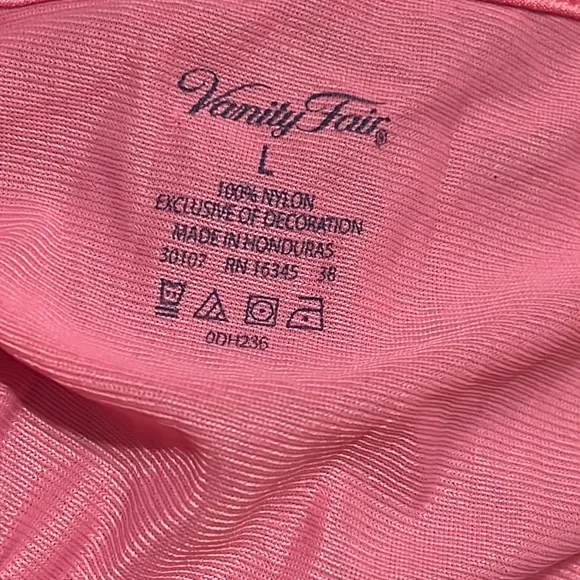 Vanity Fair®
L
100% NYLON
EXCLUSIVE OF DECORATION
MADE IN HONDURAS
30107 RN 16345 38
0DH236